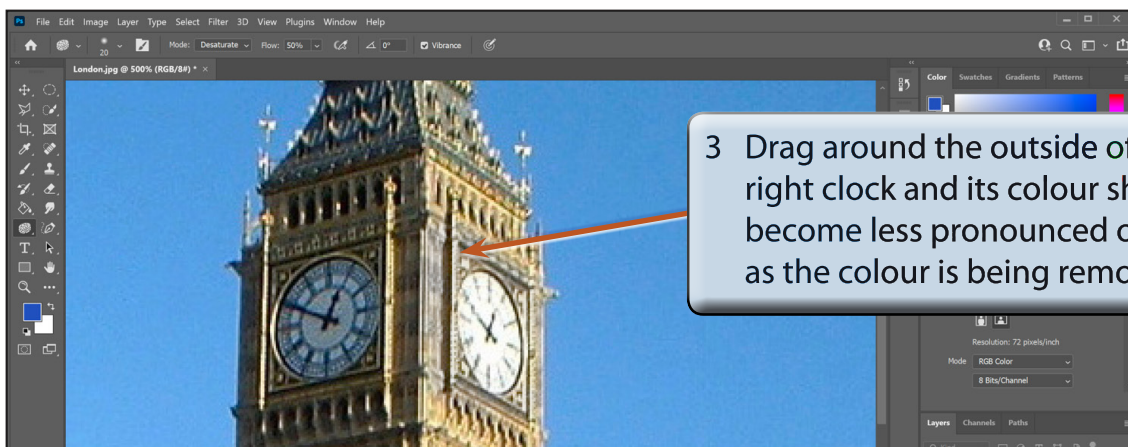 Ps File Edit Image Layer Type Select Filter 3D View Plugins Window Help
20 Mode: Desaturate Flow: 50% 0° Vibrance
London.jpg @ 500% (RGB/8#) * ×
Color Swatches Gradients Patterns
3 Drag around the outside of
right clock and its colour sh
become less pronounced o
as the colour is being remo
T
Resolution: 72 pixels/inch
Mode RGB Color
8 Bits/Channel
Layers Channels Paths